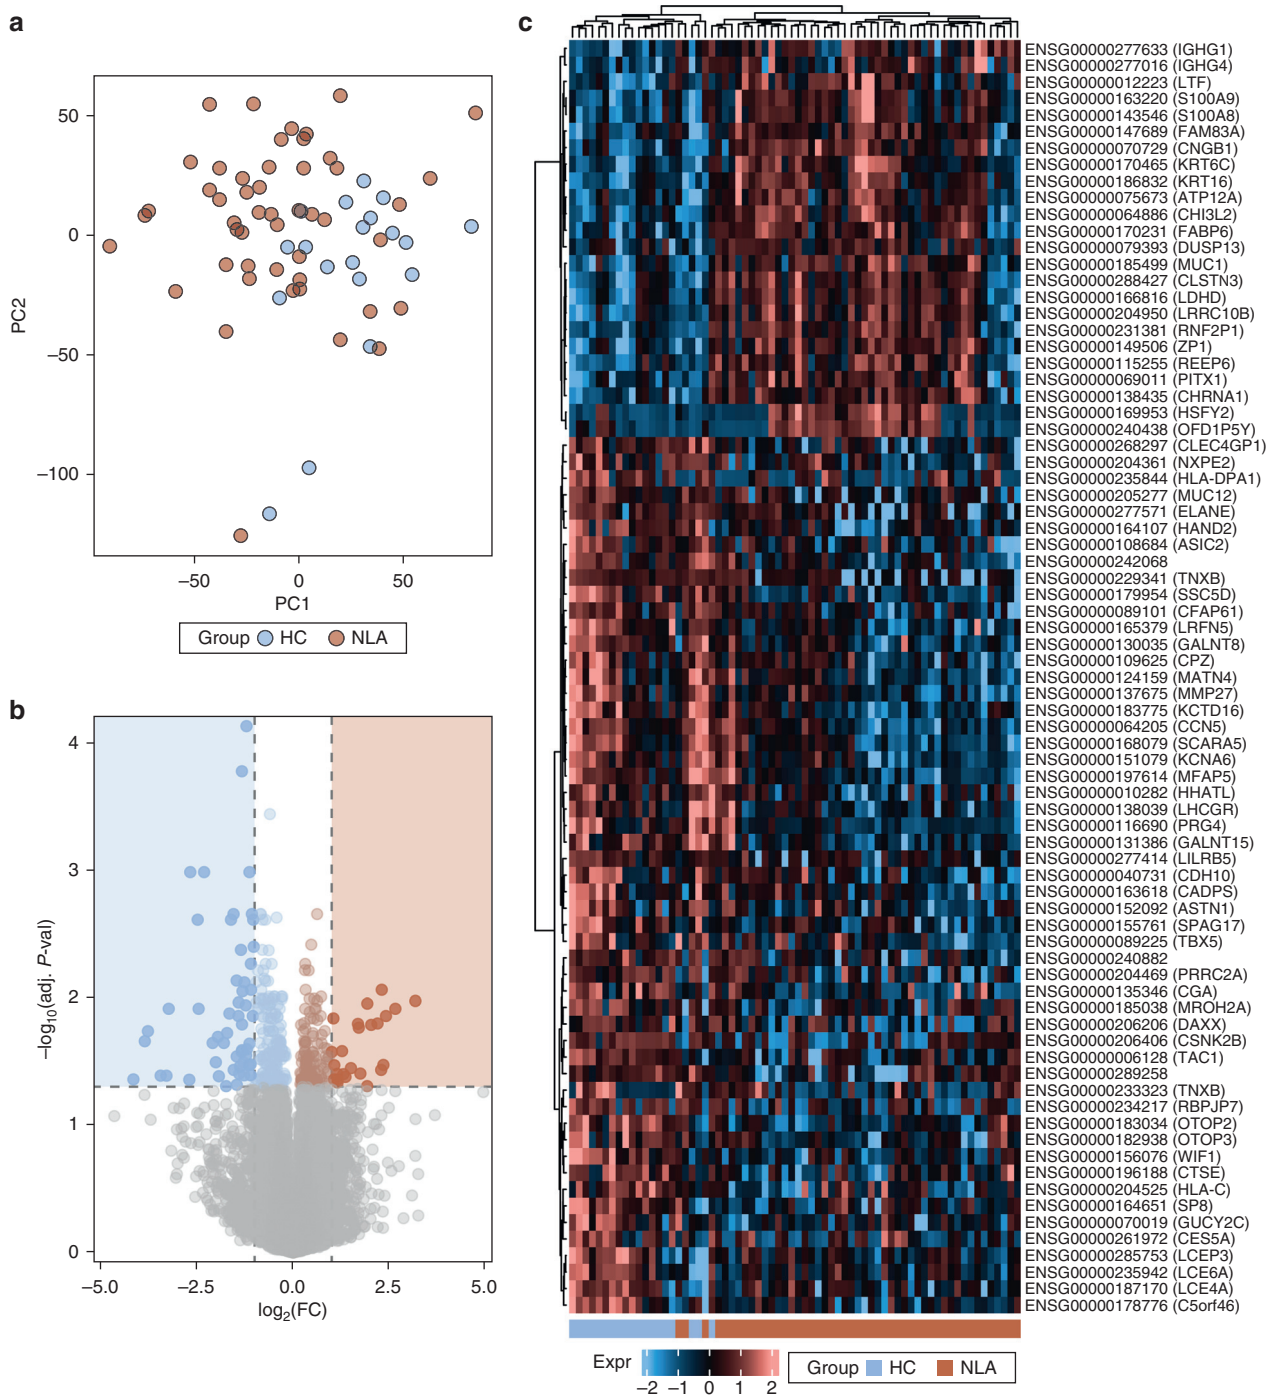 a
50
0
−50
−100
PC2
−50
0
50
PC1
Group HC NLA
b
4
3
2
1
0
−log10(adj. P-val)
−5.0
−2.5
0.0
2.5
5.0
log2(FC)
c
ENSG00000277633 (IGHG1)
ENSG00000277016 (IGHG4)
ENSG00000012223 (LTF)
ENSG00000163220 (S100A9)
ENSG00000143546 (S100A8)
ENSG00000147689 (FAM83A)
ENSG00000070729 (CNGB1)
ENSG00000170465 (KRT6C)
ENSG00000186832 (KRT16)
ENSG00000075673 (ATP12A)
ENSG00000064886 (CHI3L2)
ENSG00000170231 (FABP6)
ENSG00000079393 (DUSP13)
ENSG00000185499 (MUC1)
ENSG00000288427 (CLSTN3)
ENSG00000166816 (LDHD)
ENSG00000204950 (LRRC10B)
ENSG00000231381 (RNF2P1)
ENSG00000149506 (ZP1)
ENSG00000115255 (REEP6)
ENSG00000069011 (PITX1)
ENSG00000138435 (CHRNA1)
ENSG00000169953 (HSFY2)
ENSG00000240438 (OFD1P5Y)
ENSG00000268297 (CLEC4GP1)
ENSG00000204361 (NXPE2)
ENSG00000235844 (HLA-DPA1)
ENSG00000205277 (MUC12)
ENSG00000277571 (ELANE)
ENSG00000164107 (HAND2)
ENSG00000108684 (ASIC2)
ENSG00000242068
ENSG00000229341 (TNXB)
ENSG00000179954 (SSC5D)
ENSG00000089101 (CFAP61)
ENSG00000165379 (LRFN5)
ENSG00000130035 (GALNT8)
ENSG00000109625 (CPZ)
ENSG00000124159 (MATN4)
ENSG00000137675 (MMP27)
ENSG00000183775 (KCTD16)
ENSG00000064205 (CCN5)
ENSG00000168079 (SCARA5)
ENSG00000151079 (KCNA6)
ENSG00000197614 (MFAP5)
ENSG00000010282 (HHATL)
ENSG00000138039 (LHCGR)
ENSG00000116690 (PRG4)
ENSG00000131386 (GALNT15)
ENSG00000277414 (LILRB5)
ENSG00000040731 (CDH10)
ENSG00000163618 (CADPS)
ENSG00000152092 (ASTN1)
ENSG00000155761 (SPAG17)
ENSG00000089225 (TBX5)
ENSG00000240882
ENSG00000204469 (PRRC2A)
ENSG00000135346 (CGA)
ENSG00000185038 (MROH2A)
ENSG00000206206 (DAXX)
ENSG00000206406 (CSNK2B)
ENSG00000006128 (TAC1)
ENSG00000289258
ENSG00000233323 (TNXB)
ENSG00000234217 (RBPJP7)
ENSG00000183034 (OTOP2)
ENSG00000182938 (OTOP3)
ENSG00000156076 (WIF1)
ENSG00000196188 (CTSE)
ENSG00000204525 (HLA-C)
ENSG00000164651 (SP8)
ENSG00000070019 (GUCY2C)
ENSG00000261972 (CES5A)
ENSG00000285753 (LCEP3)
ENSG00000235942 (LCE6A)
ENSG00000187170 (LCE4A)
ENSG00000178776 (C5orf46)
Expr
−2 −1 0 1 2
Group HC NLA